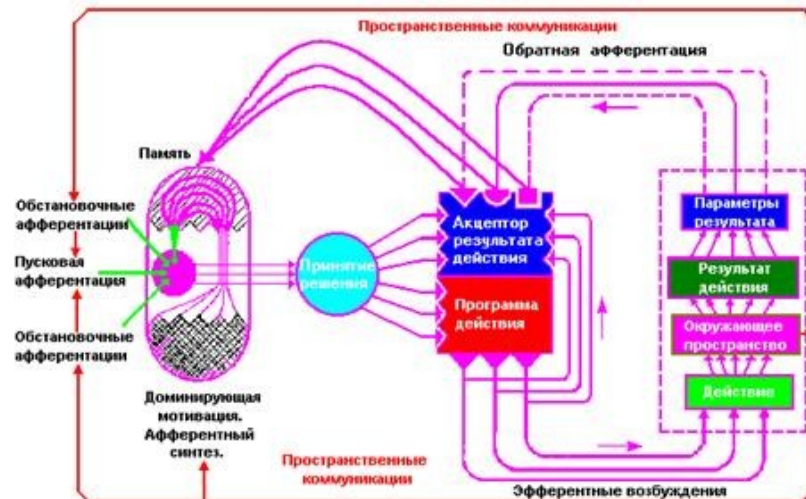 Пространственные коммуникации
Обратная афферентация
Память
Обстановочные
афферентации
Пусковая
афферентация
Обстановочные
афферентации
Принятие
решения
Акцептор
результата
действия
Программа
действия
Параметры
результата
Результат
действия
Окружающее
пространство
Действие
Доминирующая
мотивация.
Афферентный
синтез.
Пространственные
коммуникации
Эфферентные возбуждения